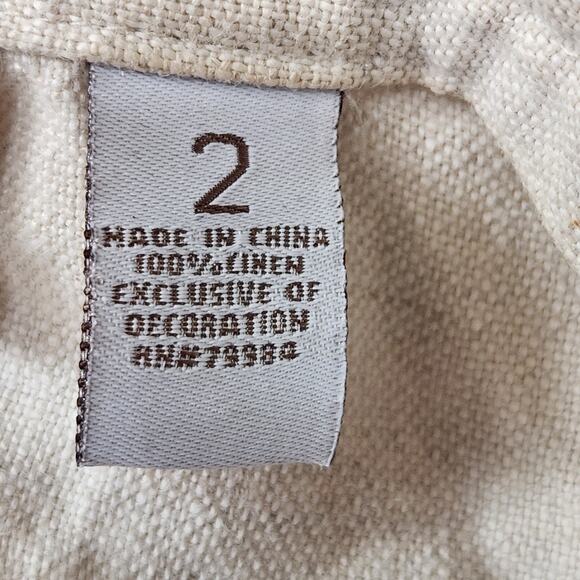 2
MADE IN CHINA
100% LINEN
EXCLUSIVE OF
DECORATION